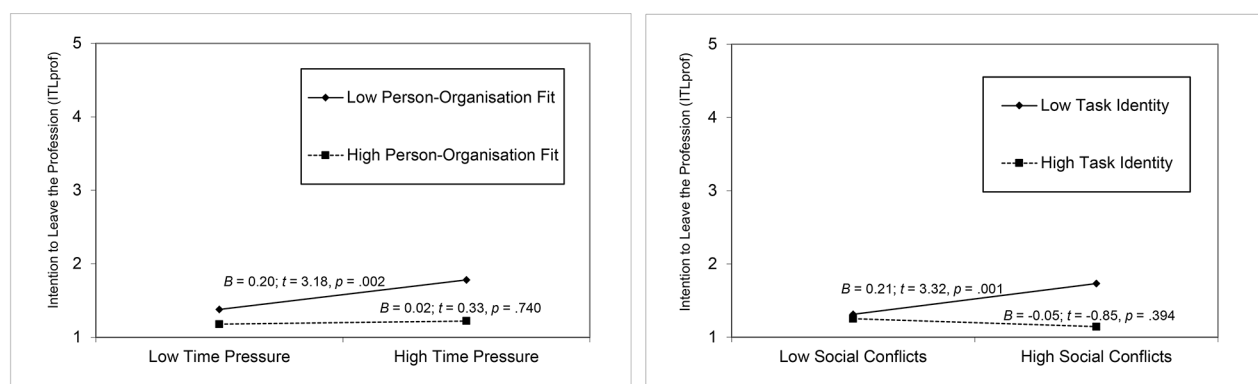 Intention to Leave the Profession (ITLprof)
5
4
3
2
1
Low Person-Organisation Fit
High Person-Organisation Fit
B = 0.20; t = 3.18, p = .002
B = 0.02; t = 0.33, p = .740
Low Time Pressure
High Time Pressure
Intention to Leave the Profession (ITLprof)
5
4
3
2
1
Low Task Identity
High Task Identity
B = 0.21; t = 3.32, p = .001
B = -0.05; t = -0.85, p = .394
Low Social Conflicts
High Social Conflicts